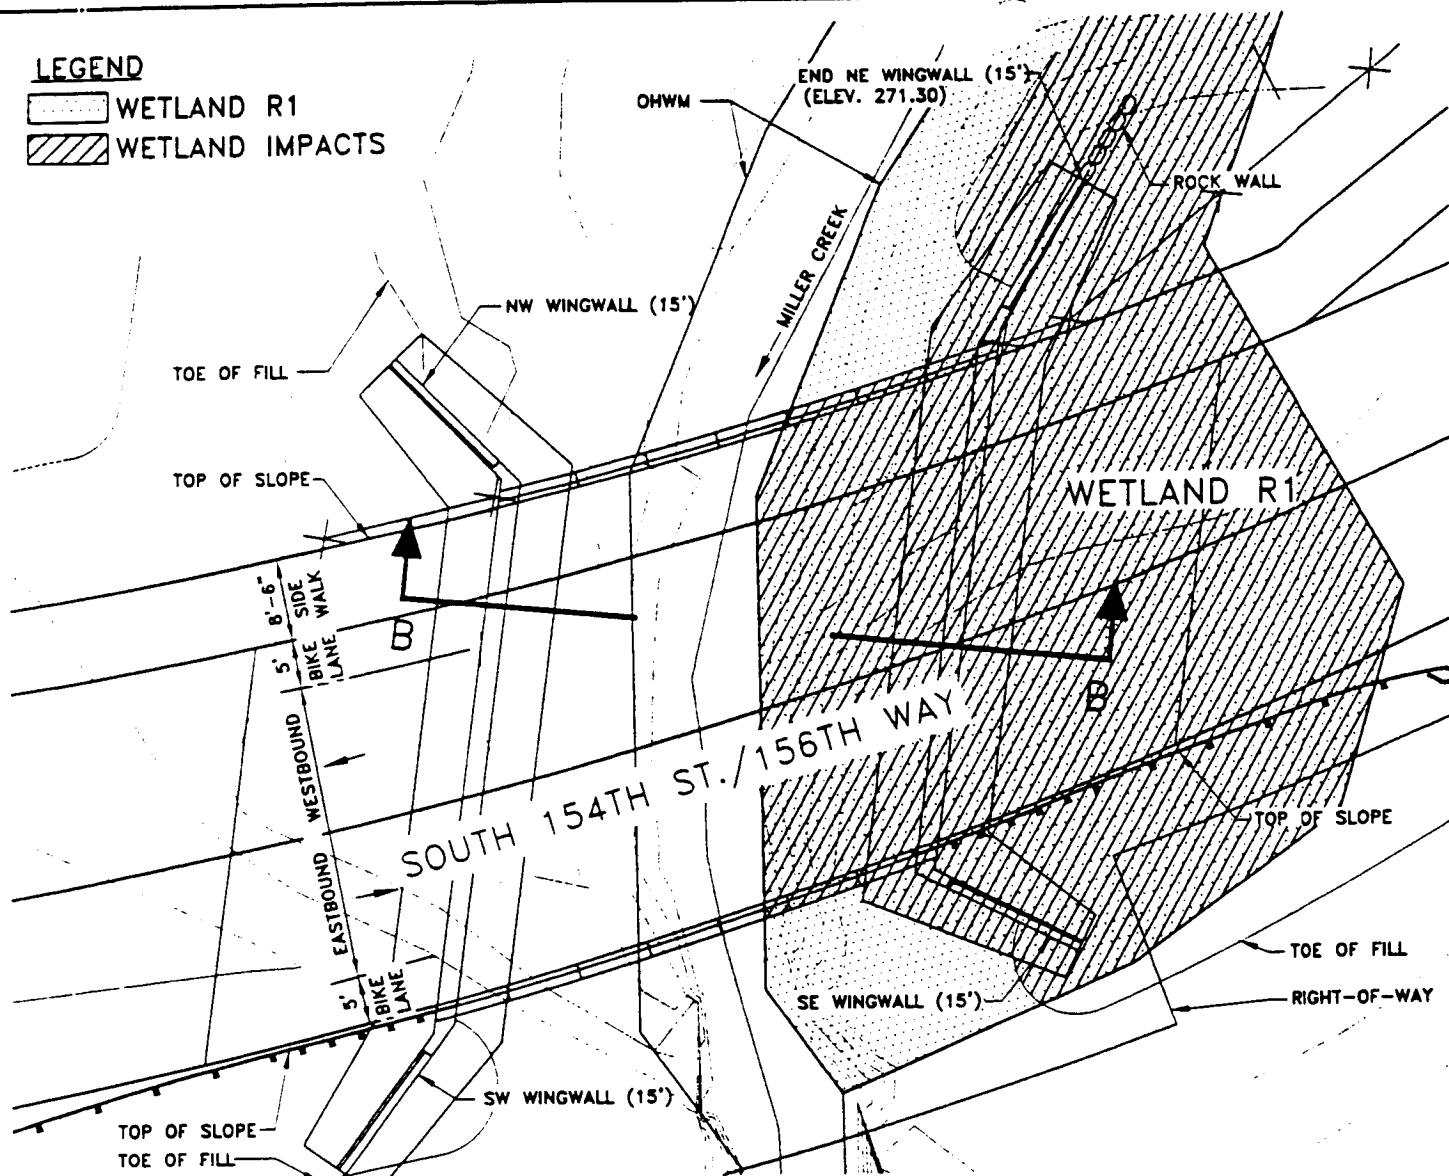 LEGEND
WETLAND R1
WETLAND IMPACTS
OHWM
END NE WINGWALL (15')
(ELEV. 271.30)
ROCK WALL
MILLER CREEK
NW WINGWALL (15')
TOE OF FILL
TOP OF SLOPE
WETLAND R1
8'-6"
SIDE
WALK
5'
BIKE
LANE
B
B
WESTBOUND
SOUTH 154TH ST./156TH WAY
EASTBOUND
TOP OF SLOPE
5'
BIKE
LANE
TOE OF FILL
SE WINGWALL (15')
RIGHT-OF-WAY
SW WINGWALL (15')
TOP OF SLOPE
TOE OF FILL